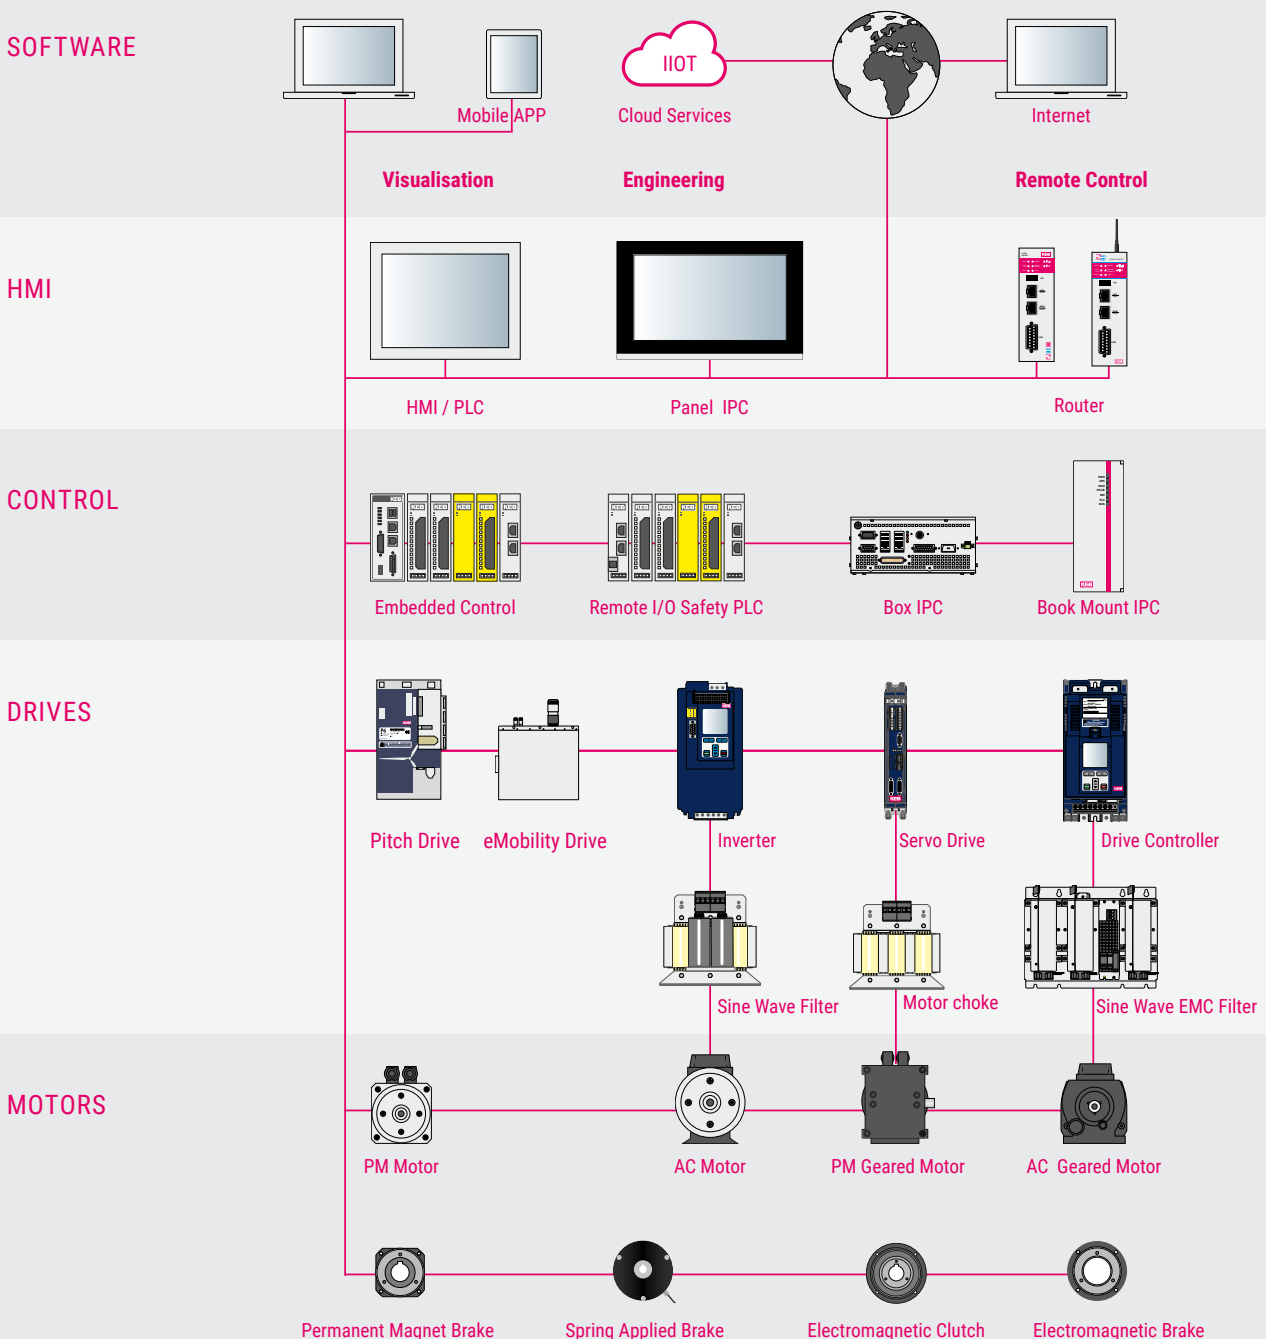 SOFTWARE
IIOT
Mobile APP
Cloud Services
Internet
Visualisation
Engineering
Remote Control
HMI
HMI / PLC
Panel IPC
Router
CONTROL
KEB
Embedded Control
Remote I/O Safety PLC
Box IPC
Book Mount IPC
DRIVES
Pitch Drive
eMobility Drive
Inverter
Servo Drive
Drive Controller
Sine Wave Filter
Motor choke
Sine Wave EMC Filter
MOTORS
PM Motor
AC Motor
PM Geared Motor
AC Geared Motor
Permanent Magnet Brake
Spring Applied Brake
Electromagnetic Clutch
Electromagnetic Brake